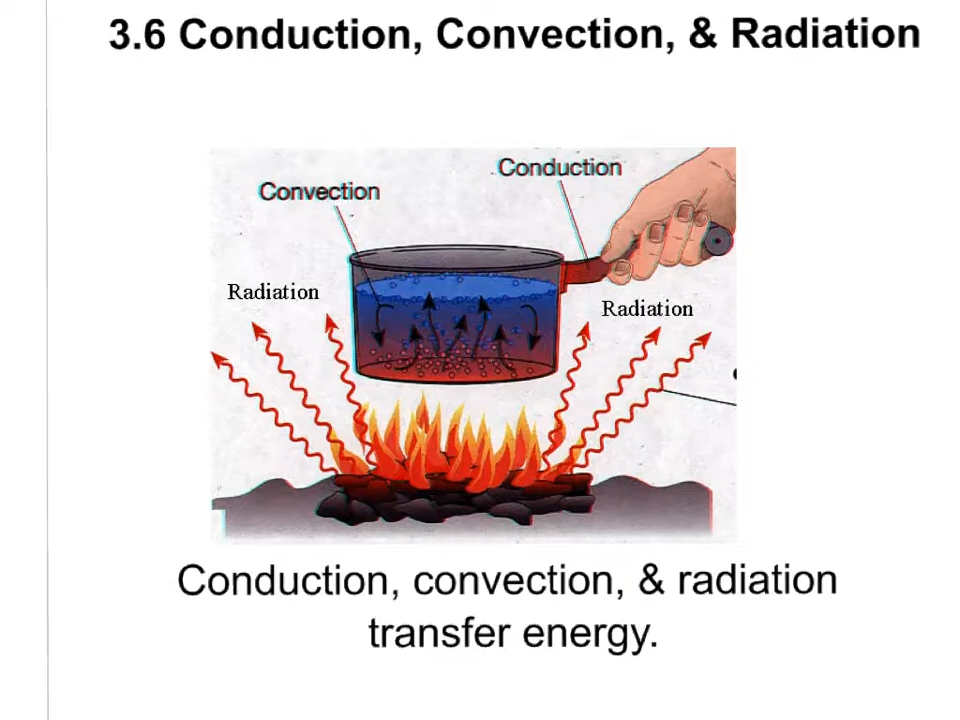 3.6 Conduction, Convection, & Radiation
Conduction
Convection
Radiation
Radiation
Conduction, convection, & radiation
transfer energy.